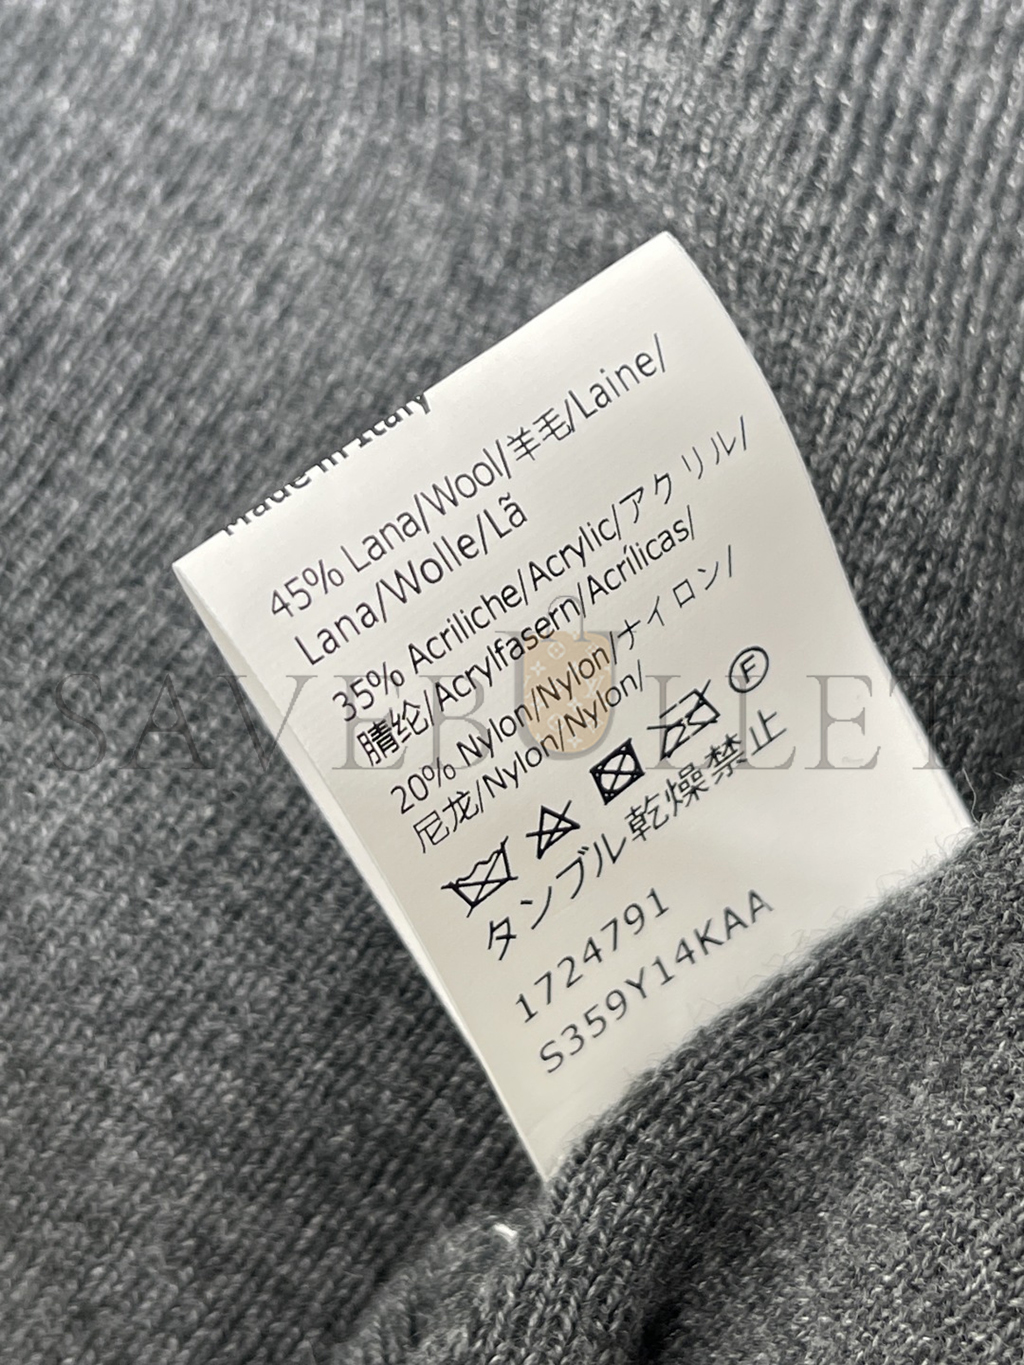 Made in Italy
45% Lana/Wool/羊毛/Laine/
Lana/Wolle/Lã
35% Acriliche/Acrylic/アクリル/
腈纶/Acrylfasern/Acrílicas/
20% Nylon/Nylon/ナイロン/
尼龙/Nylon/Nylon/
F
タンブル乾燥禁止
1724791
S359Y14KAA
SAVEBULLET